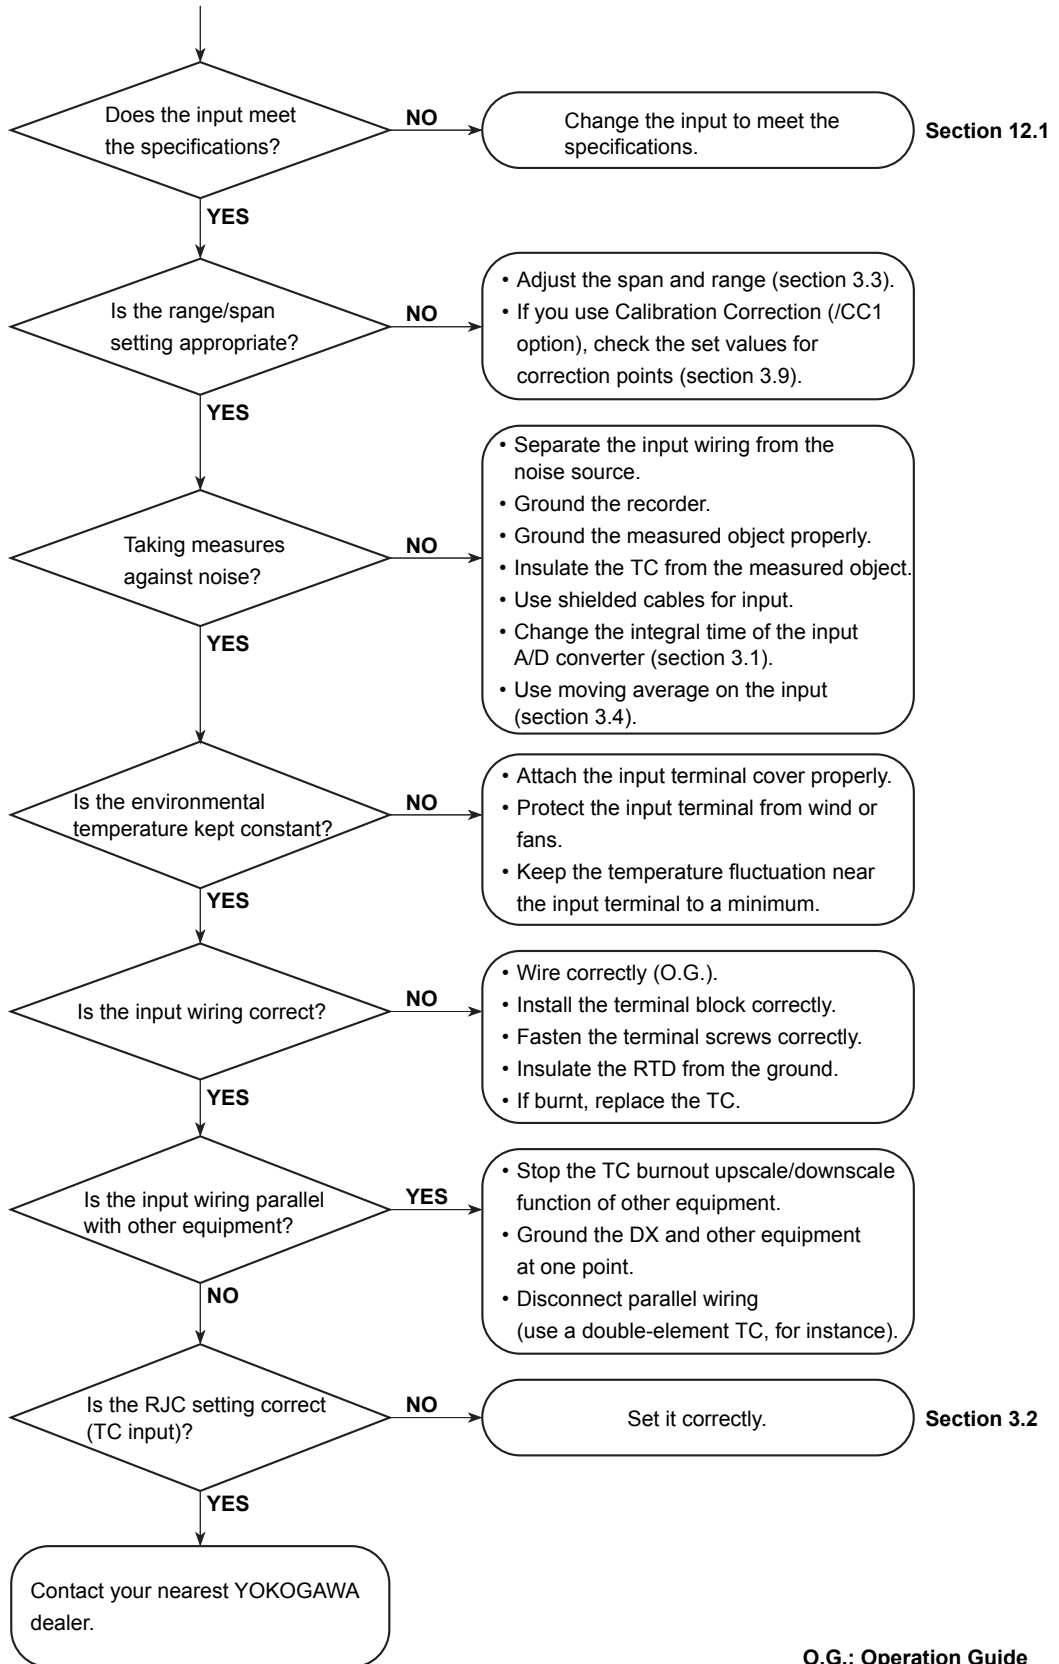 Does the input meet
the specifications?
NO
Change the input to meet the
specifications.
Section 12.1
YES
Is the range/span
setting appropriate?
NO
• Adjust the span and range (section 3.3).
• If you use Calibration Correction (/CC1
option), check the set values for
correction points (section 3.9).
YES
Taking measures
against noise?
NO
• Separate the input wiring from the
noise source.
• Ground the recorder.
• Ground the measured object properly.
• Insulate the TC from the measured object.
• Use shielded cables for input.
• Change the integral time of the input
A/D converter (section 3.1).
• Use moving average on the input
(section 3.4).
YES
Is the environmental
temperature kept constant?
NO
• Attach the input terminal cover properly.
• Protect the input terminal from wind or
fans.
• Keep the temperature fluctuation near
the input terminal to a minimum.
YES
Is the input wiring correct?
NO
• Wire correctly (O.G.).
• Install the terminal block correctly.
• Fasten the terminal screws correctly.
• Insulate the RTD from the ground.
• If burnt, replace the TC.
YES
Is the input wiring parallel
with other equipment?
YES
• Stop the TC burnout upscale/downscale
function of other equipment.
• Ground the DX and other equipment
at one point.
• Disconnect parallel wiring
(use a double-element TC, for instance).
NO
Is the RJC setting correct
(TC input)?
NO
Set it correctly.
Section 3.2
YES
Contact your nearest YOKOGAWA
dealer.
O.G.: Operation Guide